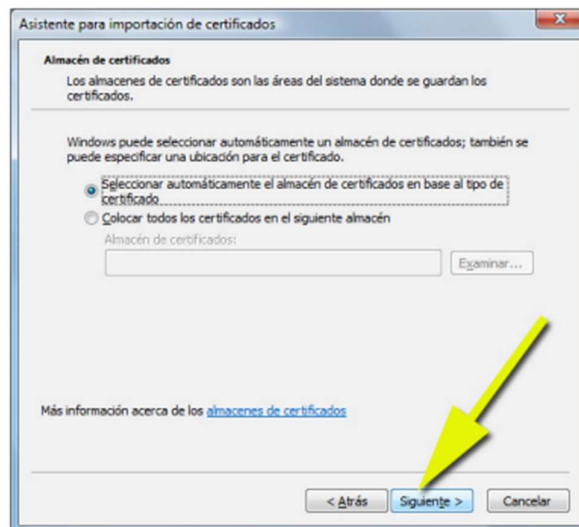 Asistente para importación de certificados
Almacén de certificados
Los almacenes de certificados son las áreas del sistema donde se guardan los
certificados.
Windows puede seleccionar automáticamente un almacén de certificados; también se
puede especificar una ubicación para el certificado.
Seleccionar automáticamente el almacén de certificados en base al tipo de
certificado
Colocar todos los certificados en el siguiente almacén
Almacén de certificados:
Examinar...
Más información acerca de los almacenes de certificados
< Atrás Siguiente > Cancelar